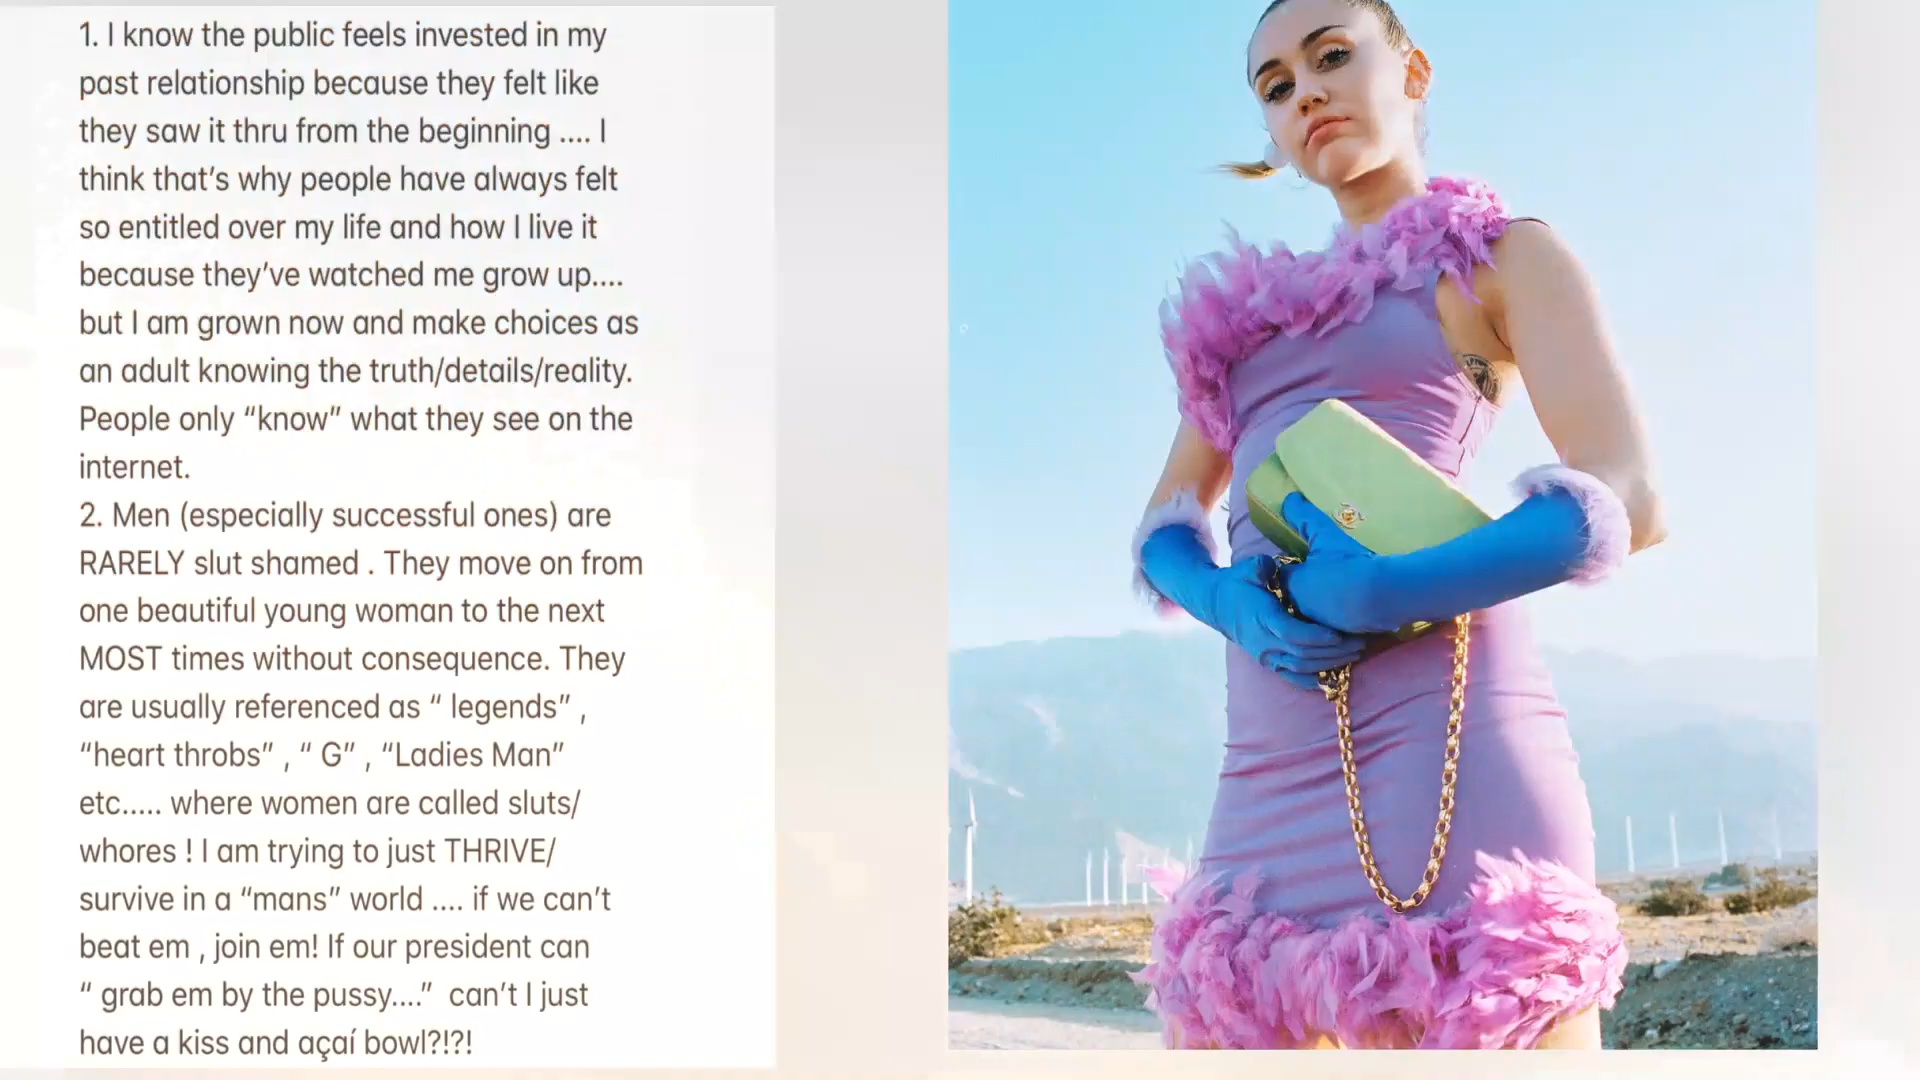 1. I know the public feels invested in my
past relationship because they felt like
they saw it thru from the beginning .... I
think that’s why people have always felt
so entitled over my life and how I live it
because they’ve watched me grow up....
but I am grown now and make choices as
an adult knowing the truth/details/reality.
People only “know” what they see on the
internet.
2. Men (especially successful ones) are
RARELY slut shamed . They move on from
one beautiful young woman to the next
MOST times without consequence. They
are usually referenced as “ legends” ,
“heart throbs” , “ G” , “Ladies Man”
etc..... where women are called sluts/
whores ! I am trying to just THRIVE/
survive in a “mans” world .... if we can’t
beat em , join em! If our president can
“ grab em by the pussy....”  can’t I just
have a kiss and açaí bowl?!?!